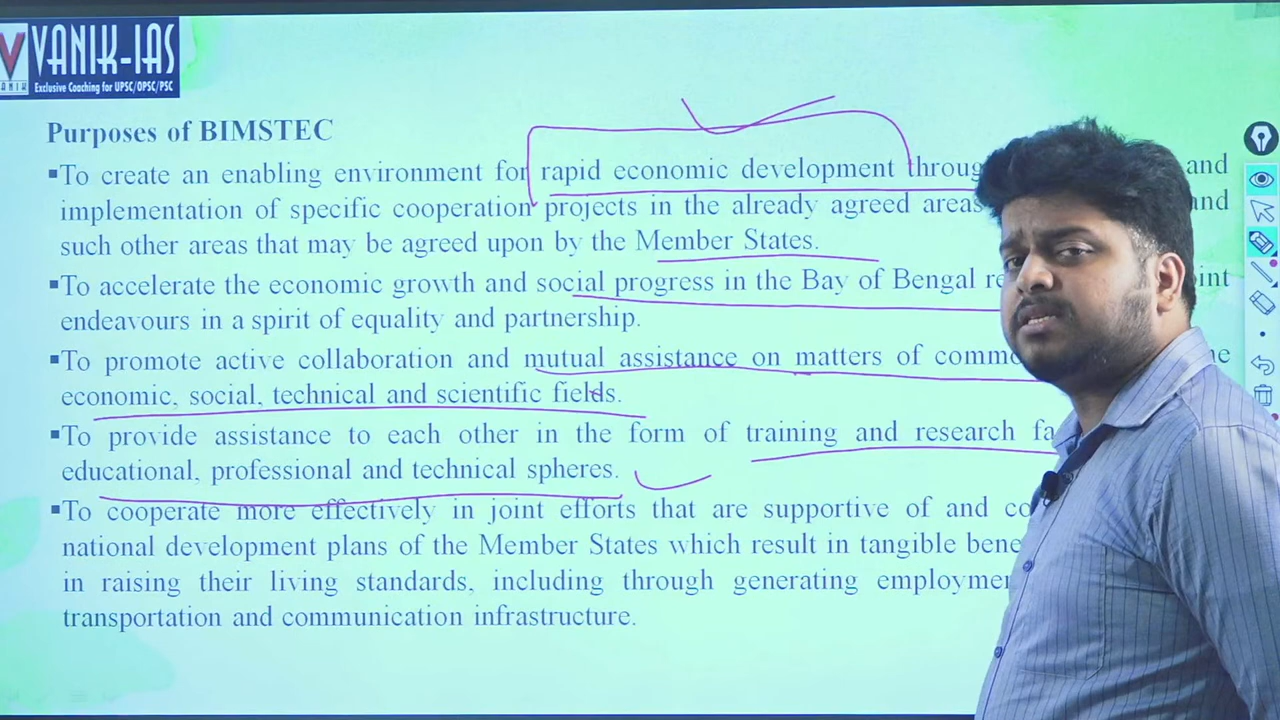 VANIK-IAS
V
VANIK
Exclusive Coaching for UPSC/OPSC/PSC
Purposes of BIMSTEC
▪To create an enabling environment for rapid economic development and
implementation of specific cooperation projects in the already agreed areas and
such other areas that may be agreed upon by the Member States.
▪To accelerate the economic growth and social progress in the Bay of Bengal
endeavours in a spirit of equality and partnership.
▪To promote active collaboration and mutual assistance on matters of
economic, social, technical and scientific fields.
▪To provide assistance to each other in the form of training and research
educational, professional and technical spheres.
▪To cooperate more effectively in joint efforts that are supportive of and
national development plans of the Member States which result in tangible
in raising their living standards, including through generating
transportation and communication infrastructure.